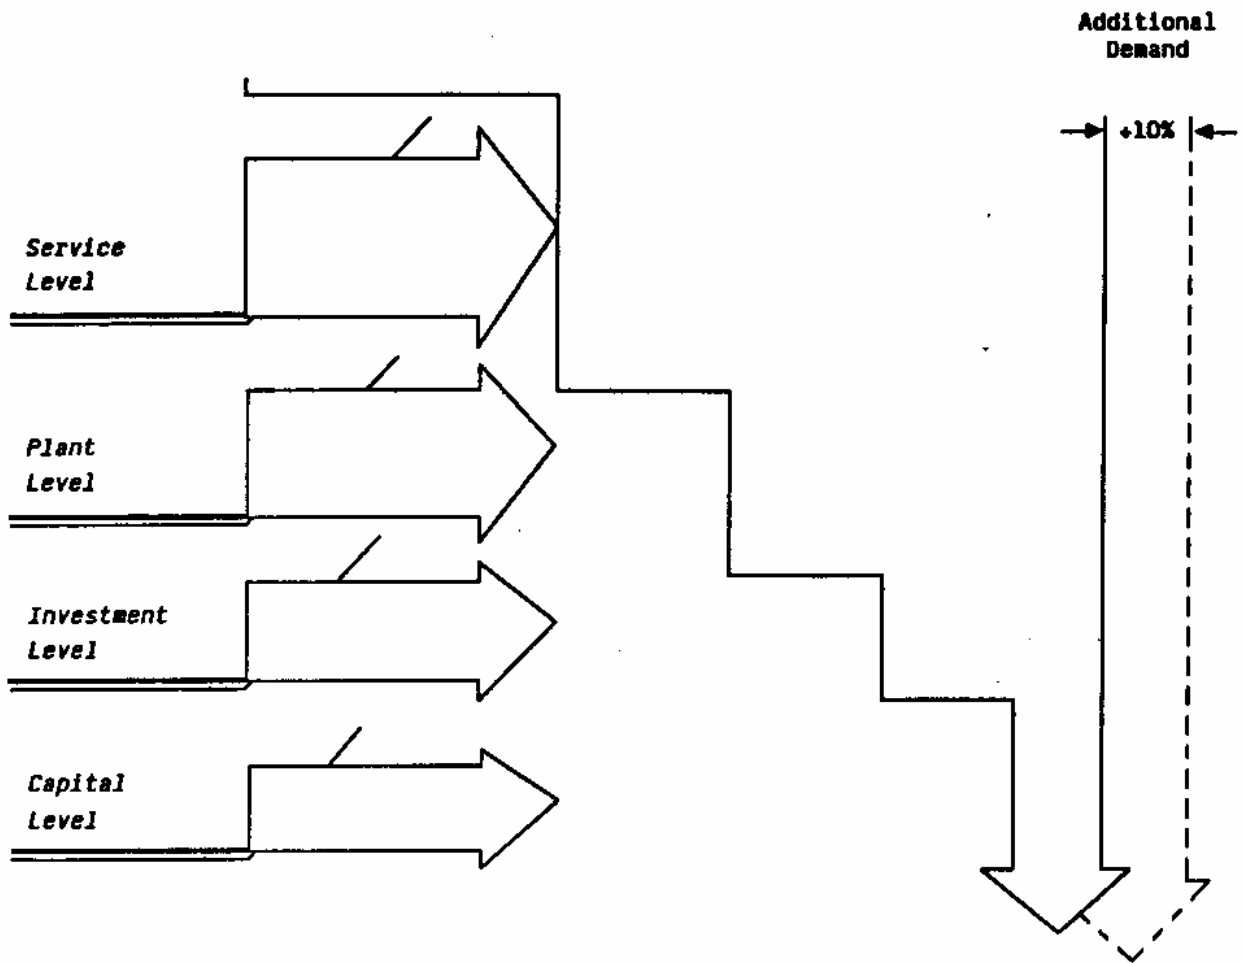 Additional
Demand
+10%
Service
Level
Plant
Level
Investment
Level
Capital
Level